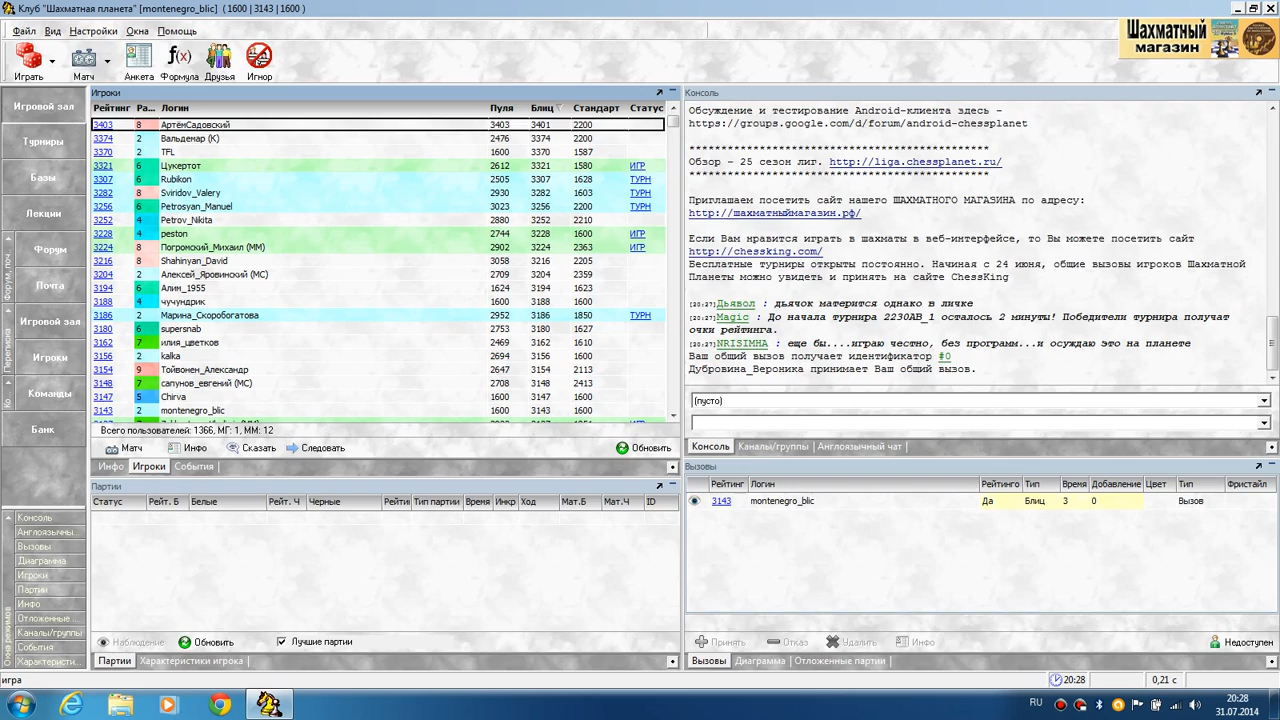 Клуб "Шахматная планета" [montenegro_blic] ( 1600 | 3143 | 1600 )
Файл Вид Настройки Окна Помощь
Шахматный магазин
Играть Матч Анкета Формула Друзья Игнор
f(x)
Игровой зал
Турниры
Базы
Лекции
Форум
Почта
Игровой зал
Игроки
Команды
Банк
Форум, поч.
Переписка
Ко...
Окна режимов
Консоль
Англоязычны...
Вызовы
Диаграмма
Игроки
Партии
Инфо
Отложенные ...
Каналы/группы
События
Характеристи...
Игроки
Рейтинг Ра... Логин Пуля Блиц Стандарт Статус
3403 8 АртёмСадовский 3403 3401 2200
3374 2 Вальденар (К) 2476 3374 2200
3370 2 TFL 1600 3370 1587
3321 6 Цукертот 2612 3321 1580 ИГР
3307 6 Rubikon 2505 3307 1628 ТУРН
3282 8 Sviridov_Valery 2930 3282 1603 ТУРН
3256 6 Petrosyan_Manuel 3023 3256 2200 ТУРН
3252 4 Petrov_Nikita 2880 3252 2210
3228 4 peston 2744 3228 1600 ИГР
3224 8 Погромский_Михаил (ММ) 2902 3224 2363 ИГР
3216 8 Shahinyan_David 3058 3216 2205
3204 2 Алексей_Яровинский (МС) 2709 3204 2359
3194 6 Алин_1955 1624 3194 1623
3188 4 чучундрик 1600 3188 1600
3186 2 Марина_Скоробогатова 2952 3186 1850 ТУРН
3180 6 supersnab 2753 3180 1627
3162 7 илия_цветков 2469 3162 1610
3156 2 kalka 2694 3156 1600
3154 9 Тойвонен_Александр 2647 3154 2113
3148 7 сапунов_евгений (МС) 2708 3148 2413
3147 5 Chirva 1600 3147 1600
3143 2 montenegro_blic 1600 3143 1600
Всего пользователей: 1366, МГ: 1, ММ: 12
Матч Инфо Сказать Следовать Обновить
Инфо Игроки События
Партии
Статус Рейт. Б Белые Рейт. Ч Черные Рейти Тип партии Время Инкр Ход Мат.Б Мат.Ч ID
Наблюдение Обновить Лучшие партии
Партии Характеристики игрока
Консоль
Обсуждение и тестирование Android-клиента здесь -
https://groups.google.com/d/forum/android-chessplanet
******************************************
Обзор - 25 сезон лиг. http://liga.chessplanet.ru/
******************************************
Приглашаем посетить сайт нашего ШАХМАТНОГО МАГАЗИНА по адресу:
http://шахматныймагазин.рф/
Если Вам нравится играть в шахматы в веб-интерфейсе, то Вы можете посетить сайт
http://chessking.com/
Бесплатные турниры открыты постоянно. Начиная с 24 июня, общие вызовы игроков Шахматной
Планеты можно увидеть и принять на сайте ChessKing
[20:27]Дьявол : дьячок матерится однако в личке
[20:27]Magic : До начала турнира 2230АВ_1 осталось 2 минуты! Победители турнира получат
очки рейтинга.
[20:27]NRISIMHA : еще бы....играю честно, без программ...и осуждаю это на планете
Ваш общий вызов получает идентификатор #0
Дубровина_Вероника принимает Ваш общий вызов.
(пусто)
Консоль Каналы/группы Англоязычный чат
Вызовы
Рейтинг Логин Рейтинго Тип Время Добавление Цвет Тип Фристайл
3143 montenegro_blic Да Блиц 3 0 Вызов
Принять Отказ Удалить Инфо Недоступен
Вызовы Диаграмма Отложенные партии
игра 20:28 0,21 с
RU 20:28
31.07.2014